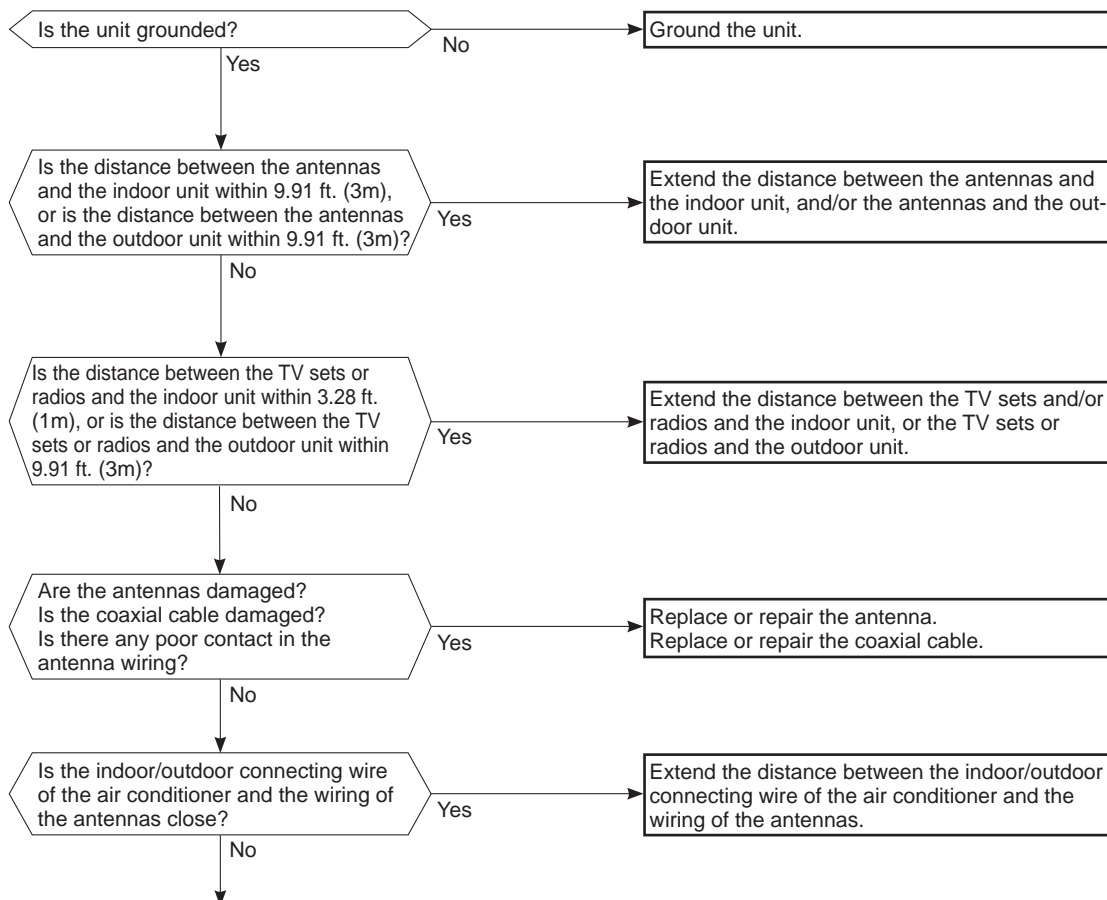 Is the unit grounded?
No
Ground the unit.
Yes
Is the distance between the antennas
and the indoor unit within 9.91 ft. (3m),
or is the distance between the antennas
and the outdoor unit within 9.91 ft. (3m)?
Yes
Extend the distance between the antennas and
the indoor unit, and/or the antennas and the out-
door unit.
No
Is the distance between the TV sets or
radios and the indoor unit within 3.28 ft.
(1m), or is the distance between the TV
sets or radios and the outdoor unit within
9.91 ft. (3m)?
Yes
Extend the distance between the TV sets and/or
radios and the indoor unit, or the TV sets or
radios and the outdoor unit.
No
Are the antennas damaged?
Is the coaxial cable damaged?
Is there any poor contact in the
antenna wiring?
Yes
Replace or repair the antenna.
Replace or repair the coaxial cable.
No
Is the indoor/outdoor connecting wire
of the air conditioner and the wiring of
the antennas close?
Yes
Extend the distance between the indoor/outdoor
connecting wire of the air conditioner and the
wiring of the antennas.
No